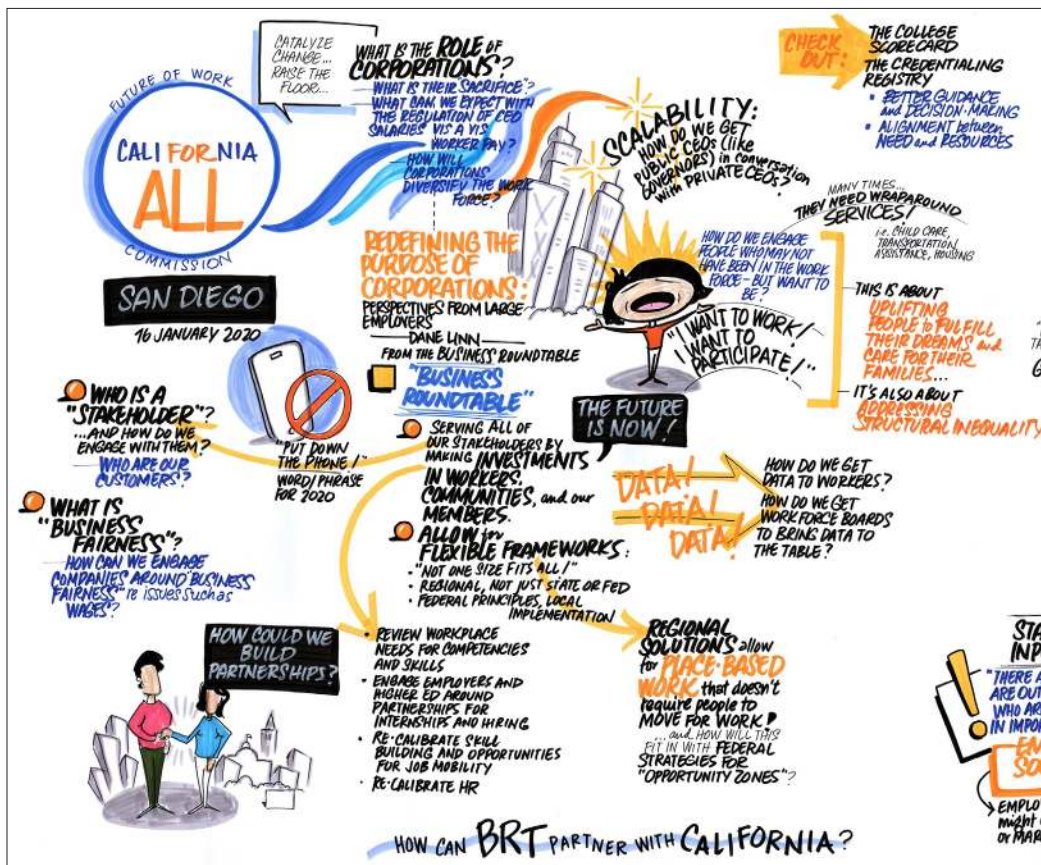 FUTURE OF WORK
CALIFORNIA
ALL
COMMISSION
SAN DIEGO
16 JANUARY 2020
CATALYZE
CHANGE...
RAISE THE
FLOOR...
WHAT IS THE ROLE OF
CORPORATIONS?
WHAT IS THEIR "SACRIFICE"?
WHAT CAN WE EXPECT WITH
THE REGULATION OF CEO
SALARIES VIS A VIS
WORKER PAY?
HOW WILL
CORPORATIONS
DIVERSIFY THE WORK
FORCE?
REDEFINING THE
PURPOSE OF
CORPORATIONS:
PERSPECTIVES FROM LARGE
EMPLOYERS
DANE LINN
FROM THE BUSINESS ROUNDTABLE
"BUSINESS
ROUNDTABLE"
SERVING ALL OF
OUR STAKEHOLDERS BY
MAKING INVESTMENTS
IN WORKERS,
COMMUNITIES, and our
MEMBERS.
ALLOW for
FLEXIBLE FRAMEWORKS:
• "NOT ONE SIZE FITS ALL!"
• REGIONAL, NOT JUST STATE OR FED
• FEDERAL PRINCIPLES, LOCAL
IMPLEMENTATION
WHO IS A
"STAKEHOLDER"?
...AND HOW DO WE
ENGAGE WITH THEM?
WHO ARE OUR
CUSTOMERS?
"PUT DOWN
THE PHONE!"
WORD/PHRASE
FOR 2020
WHAT IS
"BUSINESS
FAIRNESS"?
HOW CAN WE ENGAGE
COMPANIES AROUND "BUSINESS
FAIRNESS" re issues such as
WAGES?
HOW COULD WE
BUILD
PARTNERSHIPS?
• REVIEW WORKPLACE
NEEDS FOR COMPETENCIES
AND SKILLS
• ENGAGE EMPLOYERS AND
HIGHER ED AROUND
PARTNERSHIPS FOR
INTERNSHIPS AND HIRING
• RE-CALIBRATE SKILL
BUILDING AND OPPORTUNITIES
FOR JOB MOBILITY
• RE-CALIBRATE HR
SCALABILITY:
HOW DO WE GET
PUBLIC CEOs (like
GOVERNORS) in conversation
with PRIVATE CEOs?
CHECK
OUT:
THE COLLEGE
SCORECARD
THE CREDENTIALING
REGISTRY
• BETTER GUIDANCE
and DECISION-MAKING
• ALIGNMENT between
NEED and RESOURCES
MANY TIMES...
THEY NEED WRAPAROUND
SERVICES!
i.e. CHILD CARE,
TRANSPORTATION
ASSISTANCE, HOUSING
HOW DO WE ENGAGE
PEOPLE WHO MAY NOT
HAVE BEEN IN THE WORK
FORCE - BUT WANT TO
BE?
"I WANT TO WORK!
I WANT TO
PARTICIPATE!"
THIS IS ABOUT
UPLIFTING
PEOPLE to FULFILL
THEIR DREAMS and
CARE FOR THEIR
FAMILIES...
IT'S ALSO ABOUT
ADDRESSING
STRUCTURAL INEQUALITY
THE FUTURE
IS NOW!
DATA!
DATA!
DATA!
HOW DO WE GET
DATA TO WORKERS?
HOW DO WE GET
WORKFORCE BOARDS
TO BRING DATA TO
THE TABLE?
REGIONAL
SOLUTIONS allow
for PLACE-BASED
WORK that doesn't
require people to
MOVE FOR WORK!
...and HOW WILL THIS
FIT IN WITH FEDERAL
STRATEGIES FOR
"OPPORTUNITY ZONES"?
"THERE
ARE
WHO
IN
might
or
HOW CAN BRT PARTNER WITH CALIFORNIA?